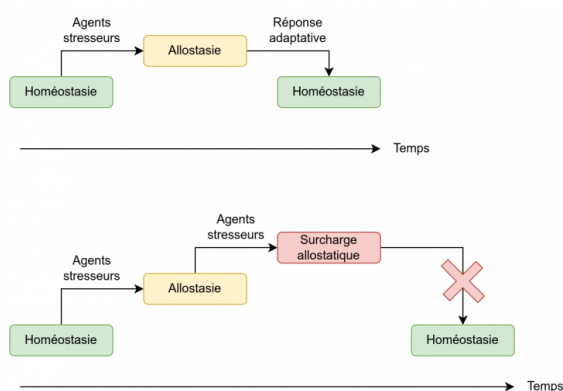 Agents
stresseurs
Allostasie
Réponse
adaptative
Homéostasie
Homéostasie
Temps
Agents
stresseurs
Surcharge
allostatique
Agents
stresseurs
Allostasie
Homéostasie
Homéostasie
Temps